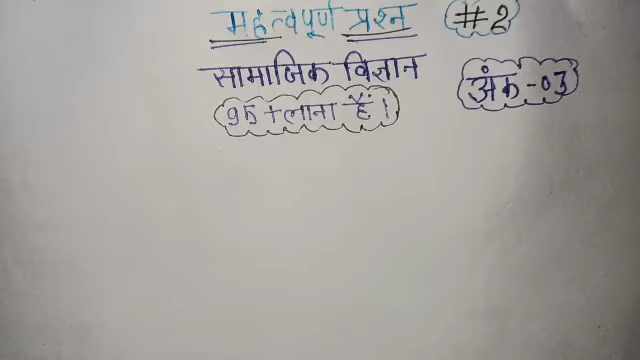 महत्वपूर्ण प्रश्न #2
सामाजिक विज्ञान
अंक-03
95+लाना हैं।